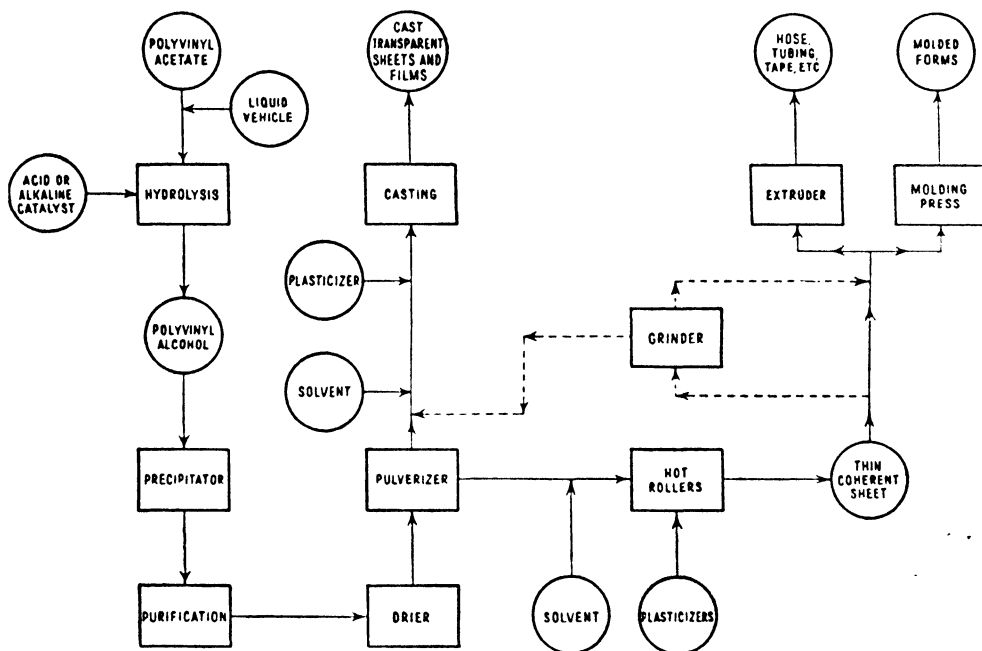 POLYVINYL
ACETATE
LIQUID
VEHICLE
ACID OR
ALKALINE
CATALYST
HYDROLYSIS
POLYVINYL
ALCOHOL
PRECIPITATOR
PURIFICATION
DRIER
PULVERIZER
SOLVENT
PLASTICIZER
CASTING
CAST
TRANSPARENT
SHEETS AND
FILMS
SOLVENT
PLASTICIZERS
HOT
ROLLERS
THIN
COHERENT
SHEET
GRINDER
EXTRUDER
MOLDING
PRESS
HOSE,
TUBING,
TAPE, ETC
MOLDED
FORMS